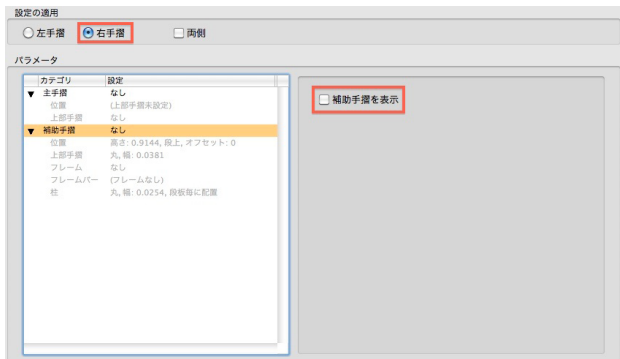 設定の適用
左手摺 右手摺 両側
パラメータ
カテゴリ 設定
▼ 主手摺 なし
位置 (上部手摺未設定)
上部手摺 なし
▼ 補助手摺 なし
位置 高さ: 0.9144, 段上, オフセット: 0
上部手摺 丸, 幅: 0.0381
フレーム なし
フレームバー (フレームなし)
柱 丸, 幅: 0.0254, 段板毎に配置
補助手摺を表示